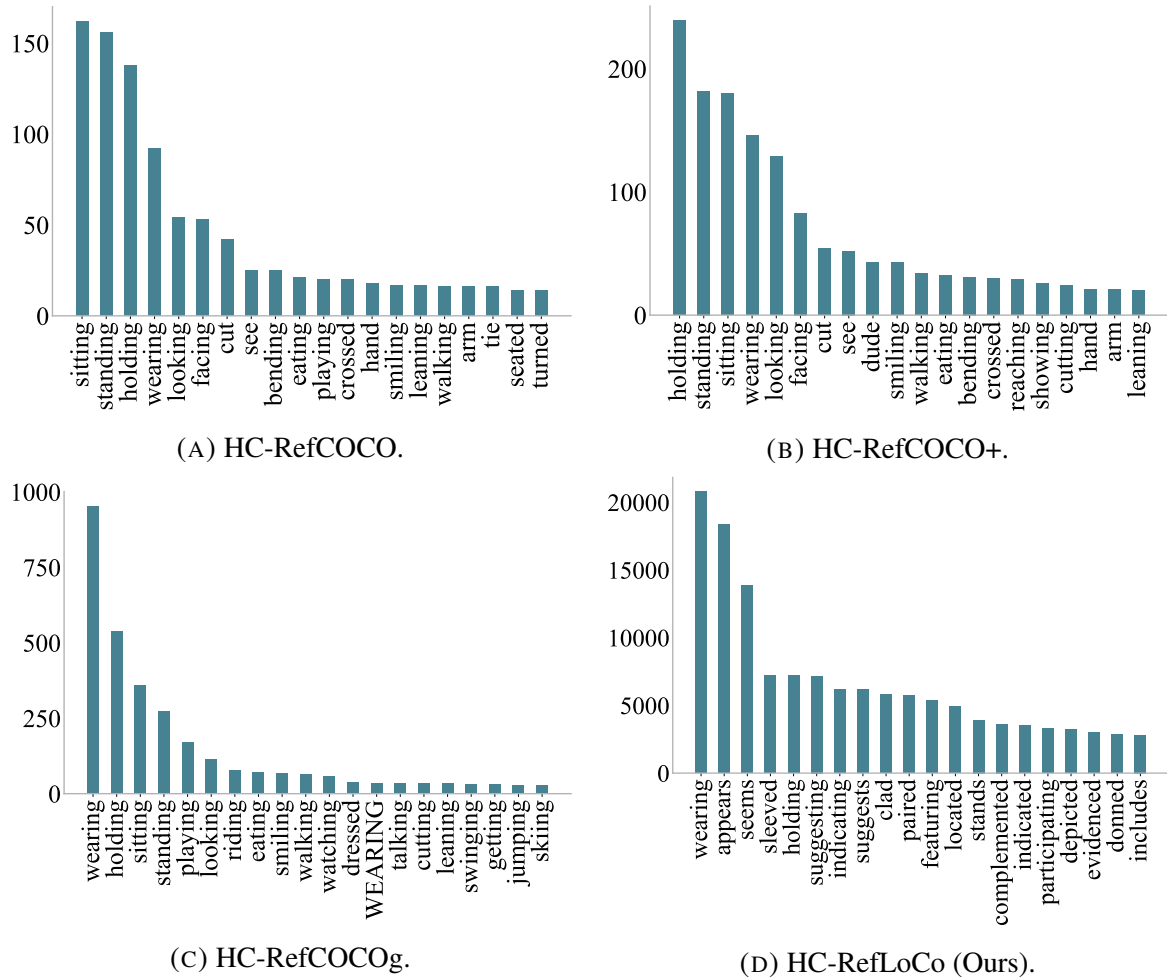 150
100
50
0
sitting
standing
holding
wearing
looking
facing
cut
see
bending
eating
playing
crossed
hand
smiling
leaning
walking
arm
tie
seated
turned
(A) HC-RefCOCO.
200
100
0
holding
standing
sitting
wearing
looking
facing
cut
see
dude
smiling
walking
eating
bending
crossed
reaching
showing
cutting
hand
arm
leaning
(B) HC-RefCOCO+.
1000
750
500
250
0
wearing
holding
sitting
standing
playing
looking
riding
eating
smiling
walking
watching
dressed
WEARNING
talking
cutting
leaning
swinging
getting
jumping
skiing
(C) HC-RefCOCOg.
20000
15000
10000
5000
0
wearing
appears
seems
sleeved
holding
suggesting
indicating
suggests
clad
paired
featuring
located
stands
complemented
indicated
participating
depicted
evidenced
donned
includes
(D) HC-RefLoCo (Ours).